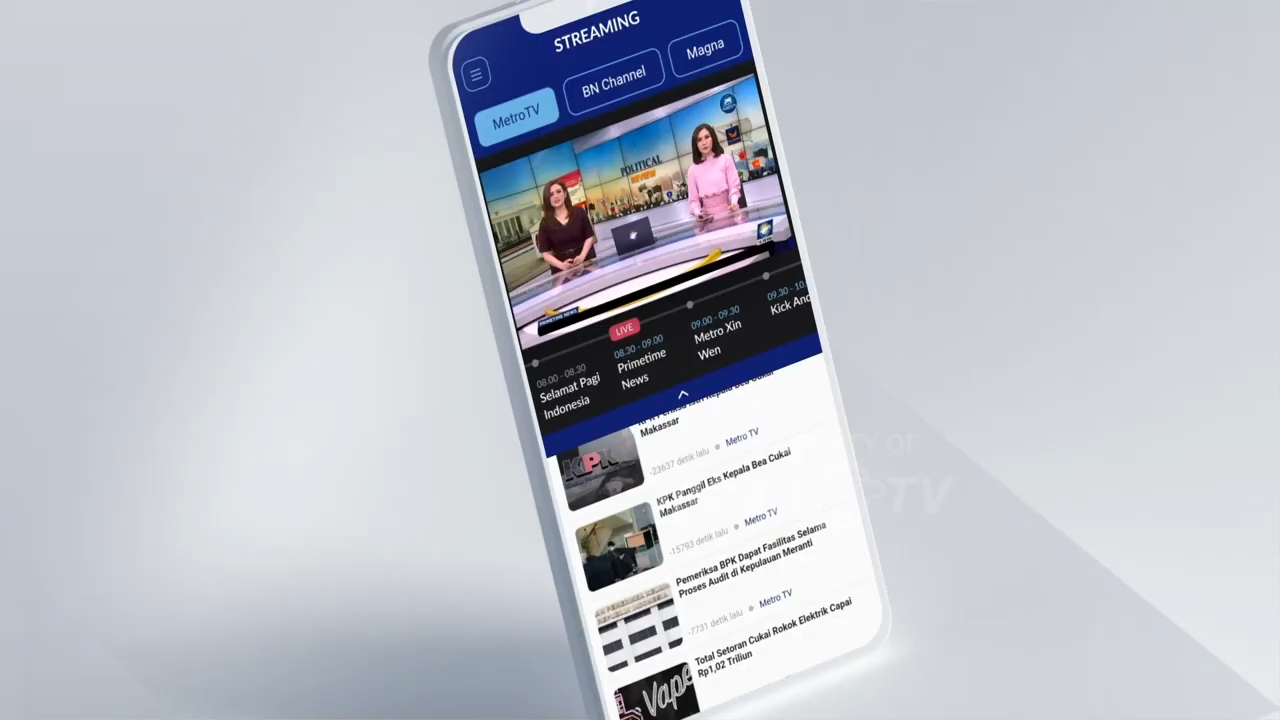 STREAMING
MetroTV
BN Channel
Magna
POLITICAL
REVIEW
PRIMETIME NEWS
LIVE
08.00 - 08.30
Selamat Pagi
Indonesia
08.30 - 09.00
Primetime
News
09.00 - 09.30
Metro Xin
Wen
09.30 - 10.
Kick And
Makassar
-23637 detik lalu
Metro TV
KPK
KPK Panggil Eks Kepala Bea Cukai
Makassar
-15793 detik lalu
Metro TV
Pemeriksa BPK Dapat Fasilitas Selama
Proses Audit di Kepulauan Meranti
-7731 detik lalu
Metro TV
Total Setoran Cukai Rokok Elektrik Capai
Rp1,02 Triliun
Vape
OF